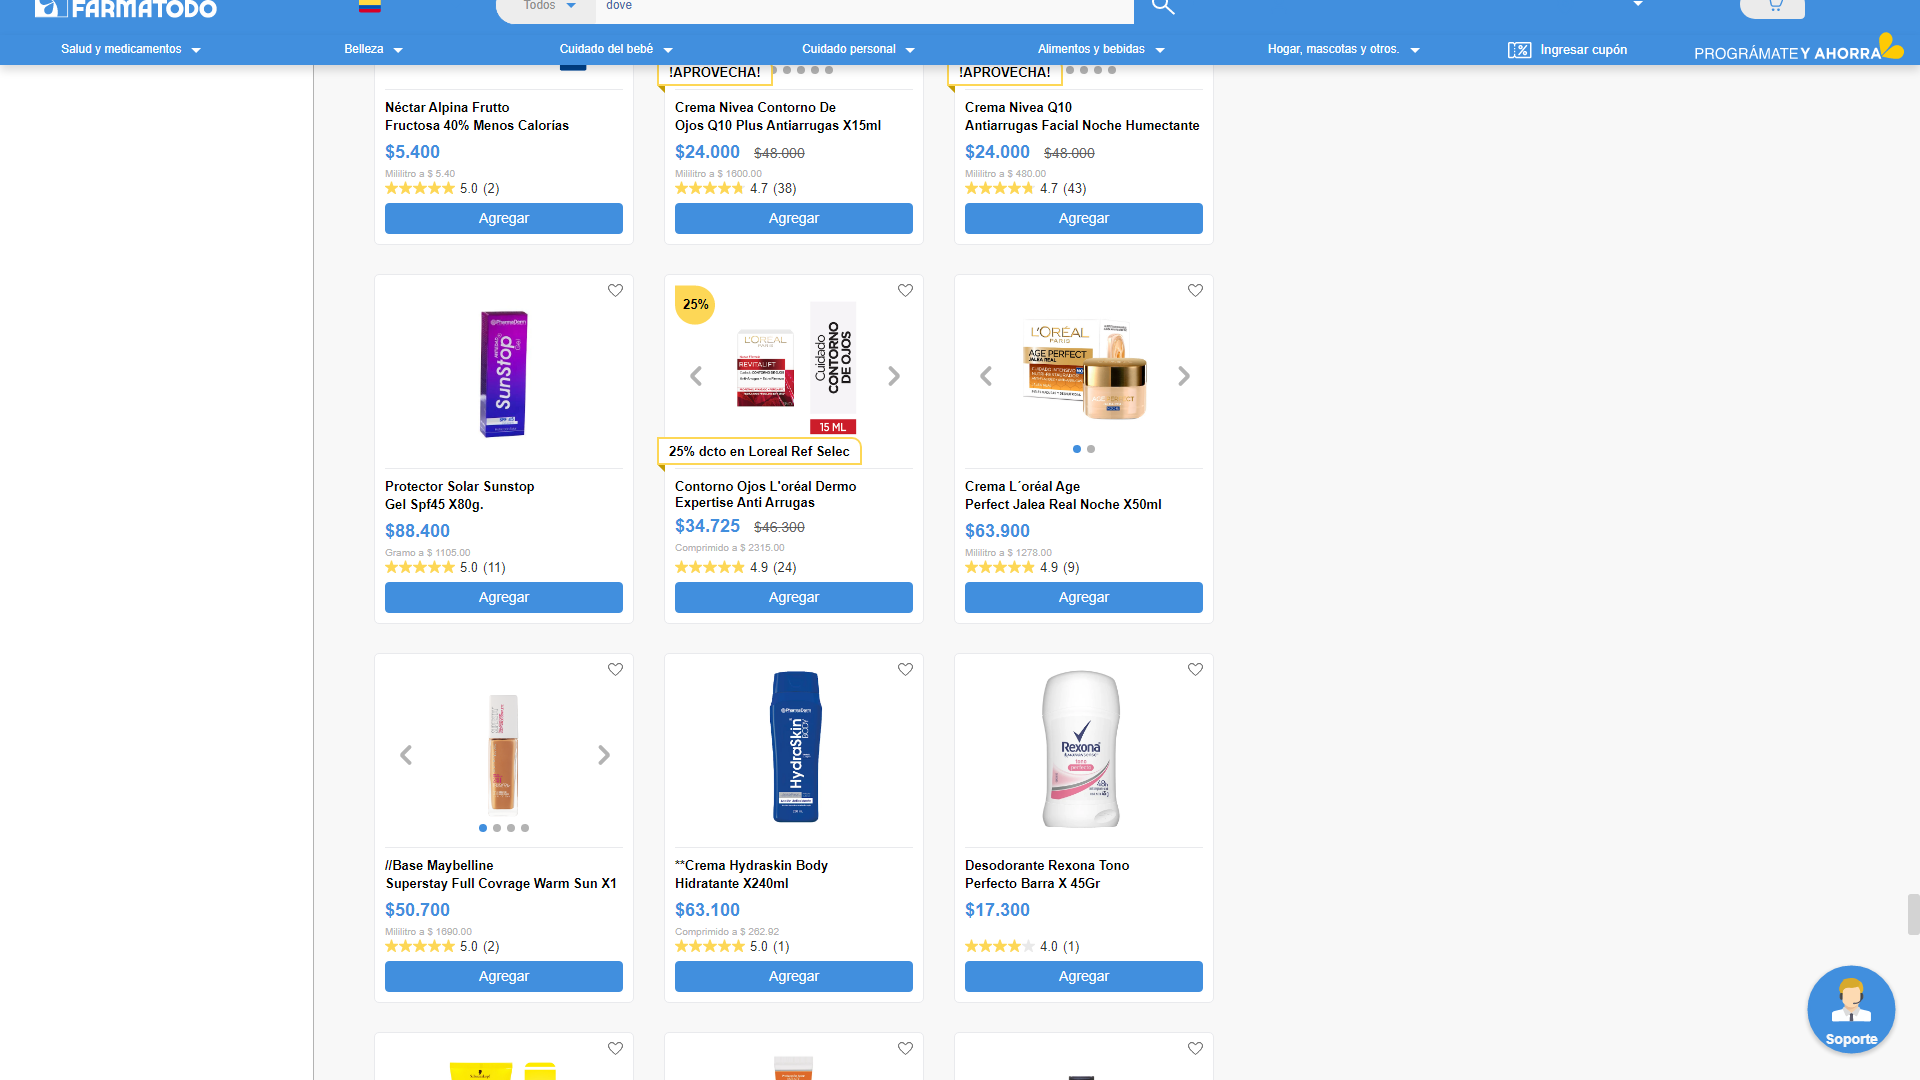 FARMATODO
Todos
dove
Salud y medicamentos
Belleza
Cuidado del bebé
Cuidado personal
Alimentos y bebidas
Hogar, mascotas y otros.
Ingresar cupón
PROGRÁMATE Y AHORRA
!APROVECHA!
!APROVECHA!
Néctar Alpina Frutto
Fructosa 40% Menos Calorías
$5.400
Mililitro a $ 5.40
5.0 (2)
Agregar
Crema Nivea Contorno De
Ojos Q10 Plus Antiarrugas X15ml
$24.000 $48.000
Mililitro a $ 1600.00
4.7 (38)
Agregar
Crema Nivea Q10
Antiarrugas Facial Noche Humectante
$24.000 $48.000
Mililitro a $ 480.00
4.7 (43)
Agregar
PharmaDerm
SunStop
Protector Solar Sunstop
Gel Spf45 X80g.
$88.400
Gramo a $ 1105.00
5.0 (11)
Agregar
25%
L'ORÉAL
PARIS
REVITALIFT
Cuidado
CONTORNO
DE OJOS
15 ML
25% dcto en Loreal Ref Selec
Contorno Ojos L'oréal Dermo
Expertise Anti Arrugas
$34.725 $46.300
Comprimido a $ 2315.00
4.9 (24)
Agregar
L'ORÉAL
PARIS
AGE PERFECT
JALEA REAL
Crema L´oréal Age
Perfect Jalea Real Noche X50ml
$63.900
Mililitro a $ 1278.00
4.9 (9)
Agregar
//Base Maybelline
Superstay Full Covrage Warm Sun X1
$50.700
Mililitro a $ 1690.00
5.0 (2)
Agregar
PharmaDerm
HydraSkin
BODY
**Crema Hydraskin Body
Hidratante X240ml
$63.100
Comprimido a $ 262.92
5.0 (1)
Agregar
Rexona
tono
perfecto
48h
Desodorante Rexona Tono
Perfecto Barra X 45Gr
$17.300
4.0 (1)
Agregar
Soporte